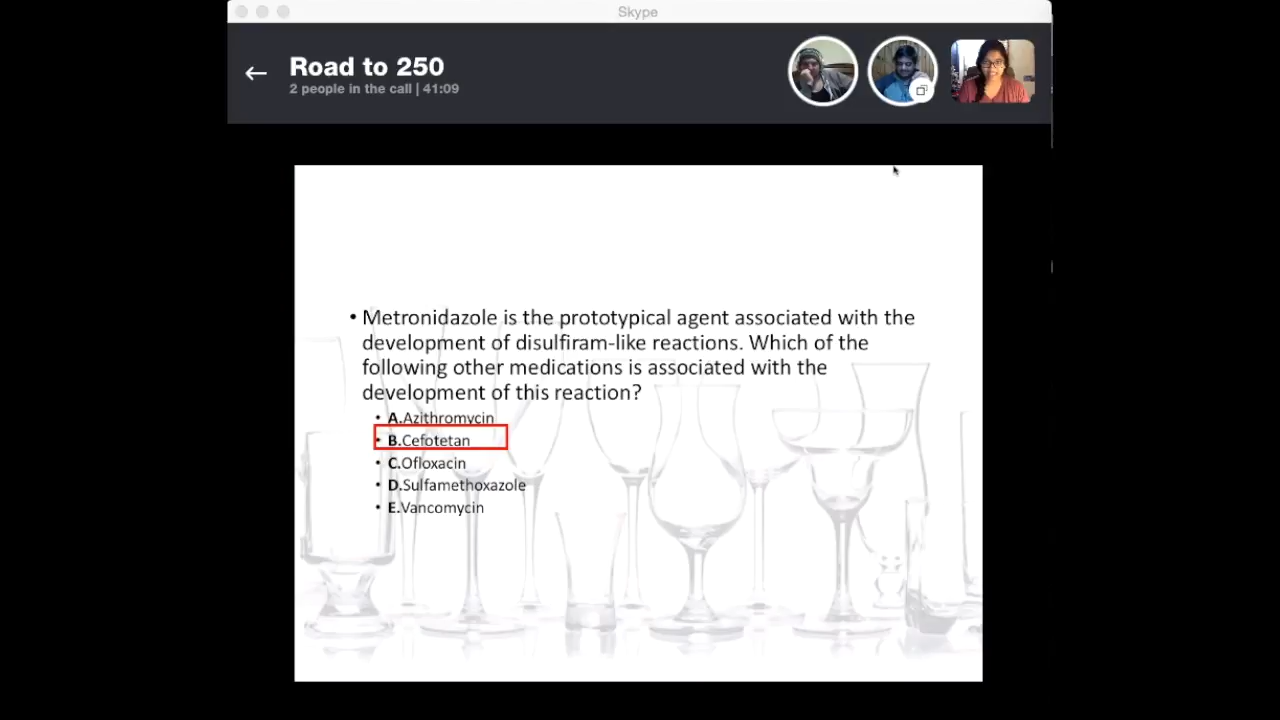 Skype
Road to 250
2 people in the call | 41:09
• Metronidazole is the prototypical agent associated with the
development of disulfiram-like reactions. Which of the
following other medications is associated with the
development of this reaction?
• A.Azithromycin
• B.Cefotetan
• C.Ofloxacin
• D.Sulfamethoxazole
• E.Vancomycin